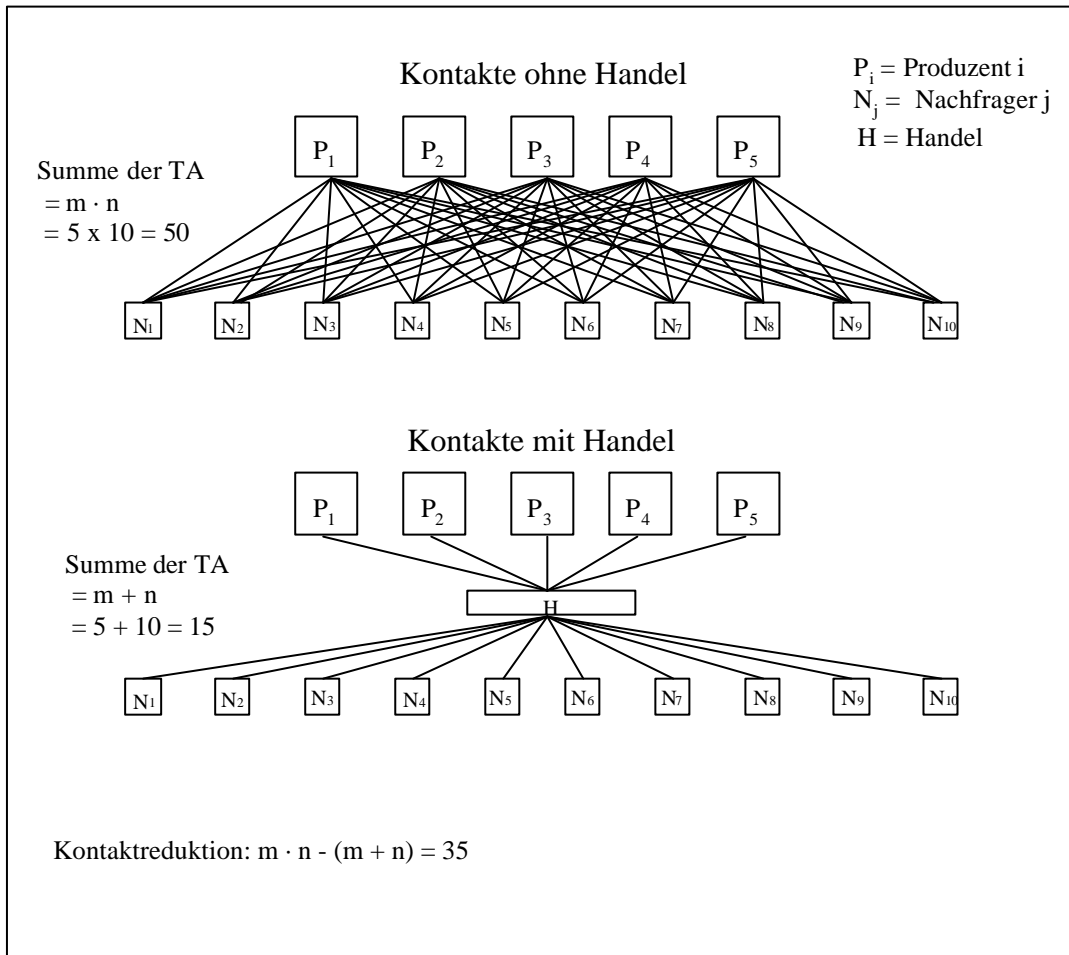 Kontakte ohne Handel
P₁ P₂ P₃ P₄ P₅
Pᵢ = Produzent i
Nⱼ = Nachfrager j
H = Handel
Summe der TA
= m · n
= 5 x 10 = 50
N₁ N₂ N₃ N₄ N₅ N₆ N₇ N₈ N₉ N₁₀
Kontakte mit Handel
P₁ P₂ P₃ P₄ P₅
Summe der TA
= m + n
= 5 + 10 = 15
H
N₁ N₂ N₃ N₄ N₅ N₆ N₇ N₈ N₉ N₁₀
Kontaktreduktion: m · n - (m + n) = 35